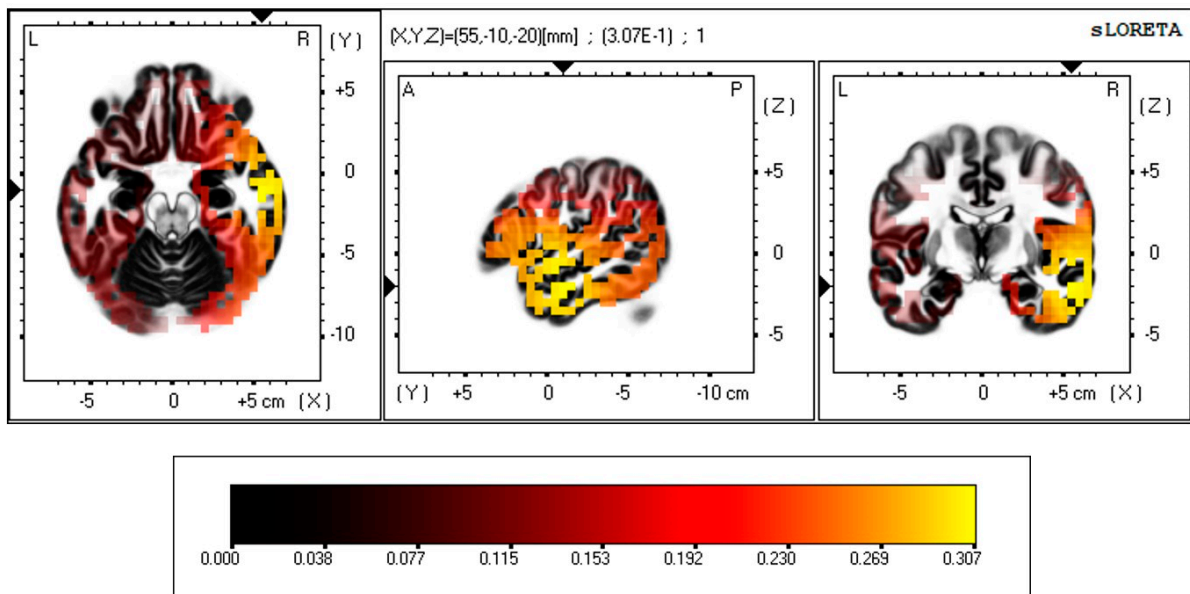 (X,Y,Z)=(55,-10,-20)[mm] ; (3.07E-1) ; 1
sLORETA
L R (Y)
+5
0
-5
-10
-5 0 +5 cm (X)
A P (Z)
+5
0
-5
(Y) +5 0 -5 -10 cm
L R (Z)
+5
0
-5
-5 0 +5 cm (X)
0.000 0.038 0.077 0.115 0.153 0.192 0.230 0.269 0.307